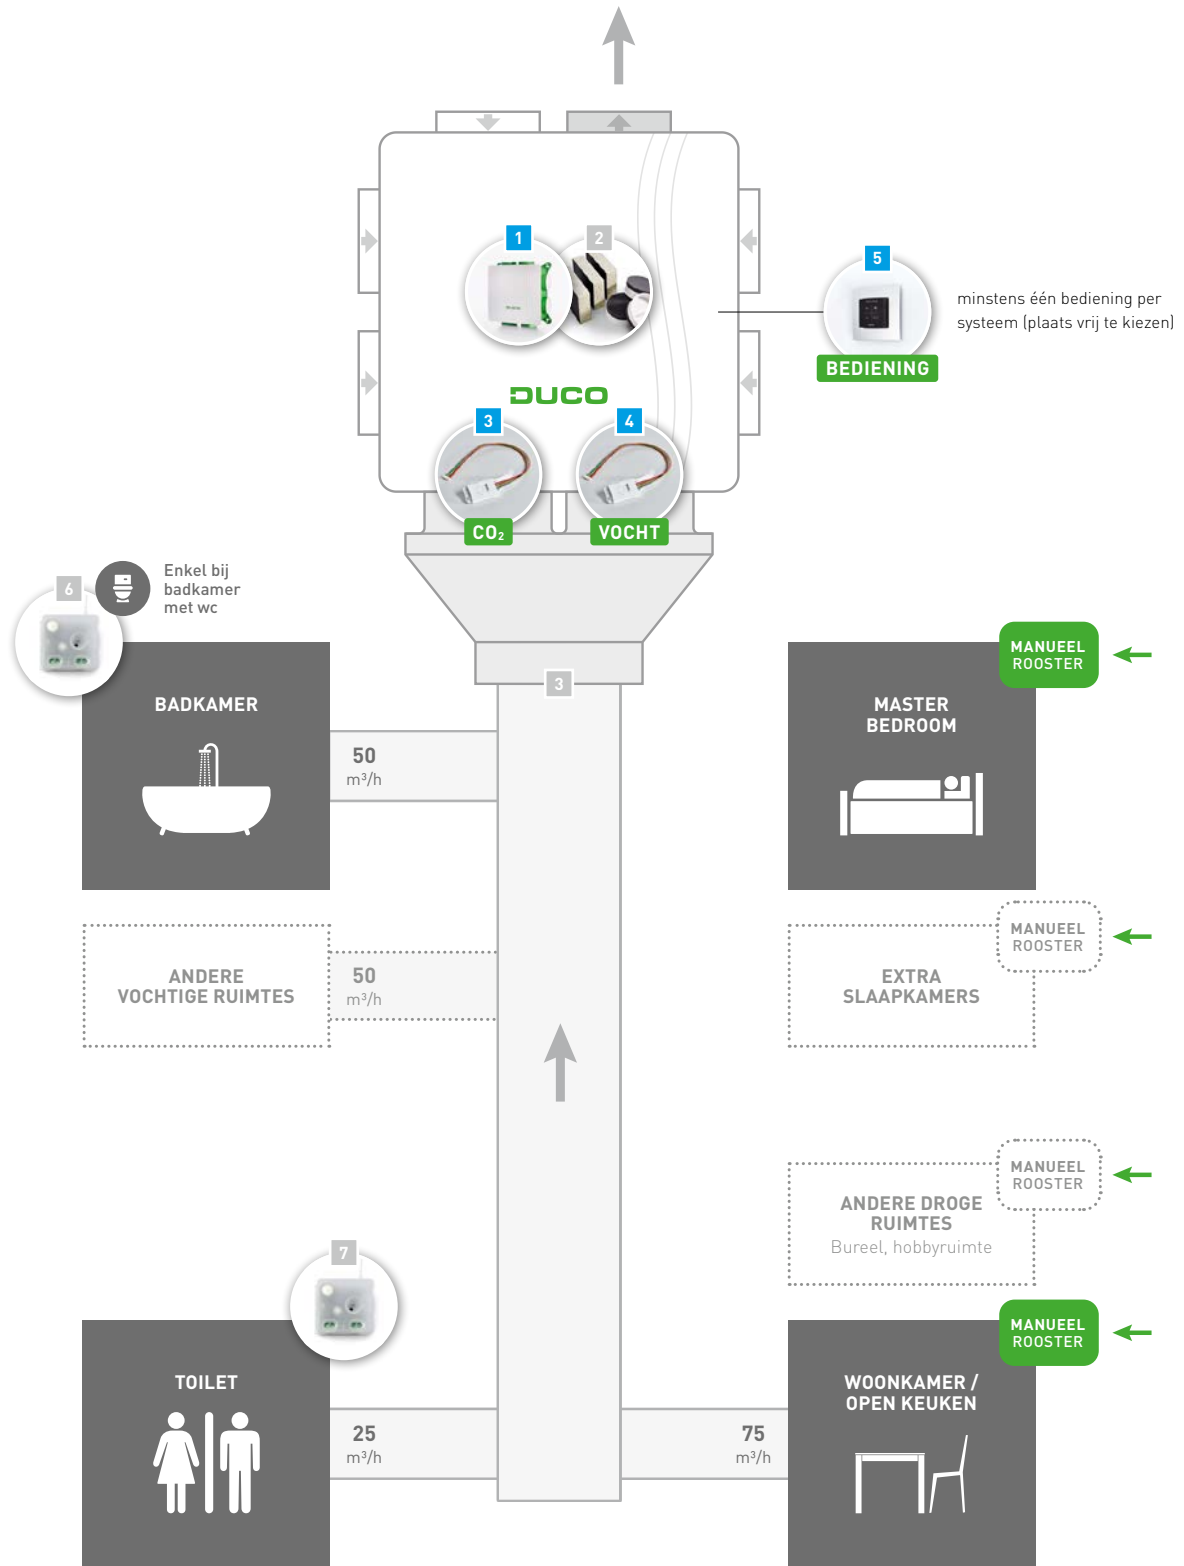 1
2
5
minstens één bediening per
systeem (plaats vrij te kiezen)
BEDIENING
DUCO
3
4
CO₂
VOCHT
6
Enkel bij
badkamer
met wc
3
BADKAMER
50
m³/h
MANUEEL
ROOSTER
MASTER
BEDROOM
ANDERE
VOCHTIGE RUIMTES
50
m³/h
MANUEEL
ROOSTER
EXTRA
SLAAPKAMERS
MANUEEL
ROOSTER
ANDERE DROGE
RUIMTES
Bureel, hobbyruimte
7
TOILET
25
m³/h
75
m³/h
MANUEEL
ROOSTER
WOONKAMER /
OPEN KEUKEN